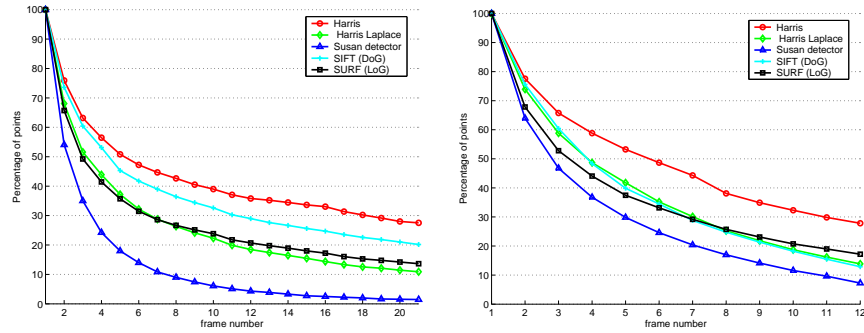 100
90
80
70
60
50
40
30
20
10
0
Percentage of points
2 4 6 8 10 12 14 16 18 20
frame number
Harris
Harris Laplace
Susan detector
SIFT (DoG)
SURF (LoG)
100
90
80
70
60
50
40
30
20
10
0
Percentage of points
1 2 3 4 5 6 7 8 9 10 11 12
frame number
Harris
Harris Laplace
Susan detector
SIFT (DoG)
SURF (LoG)